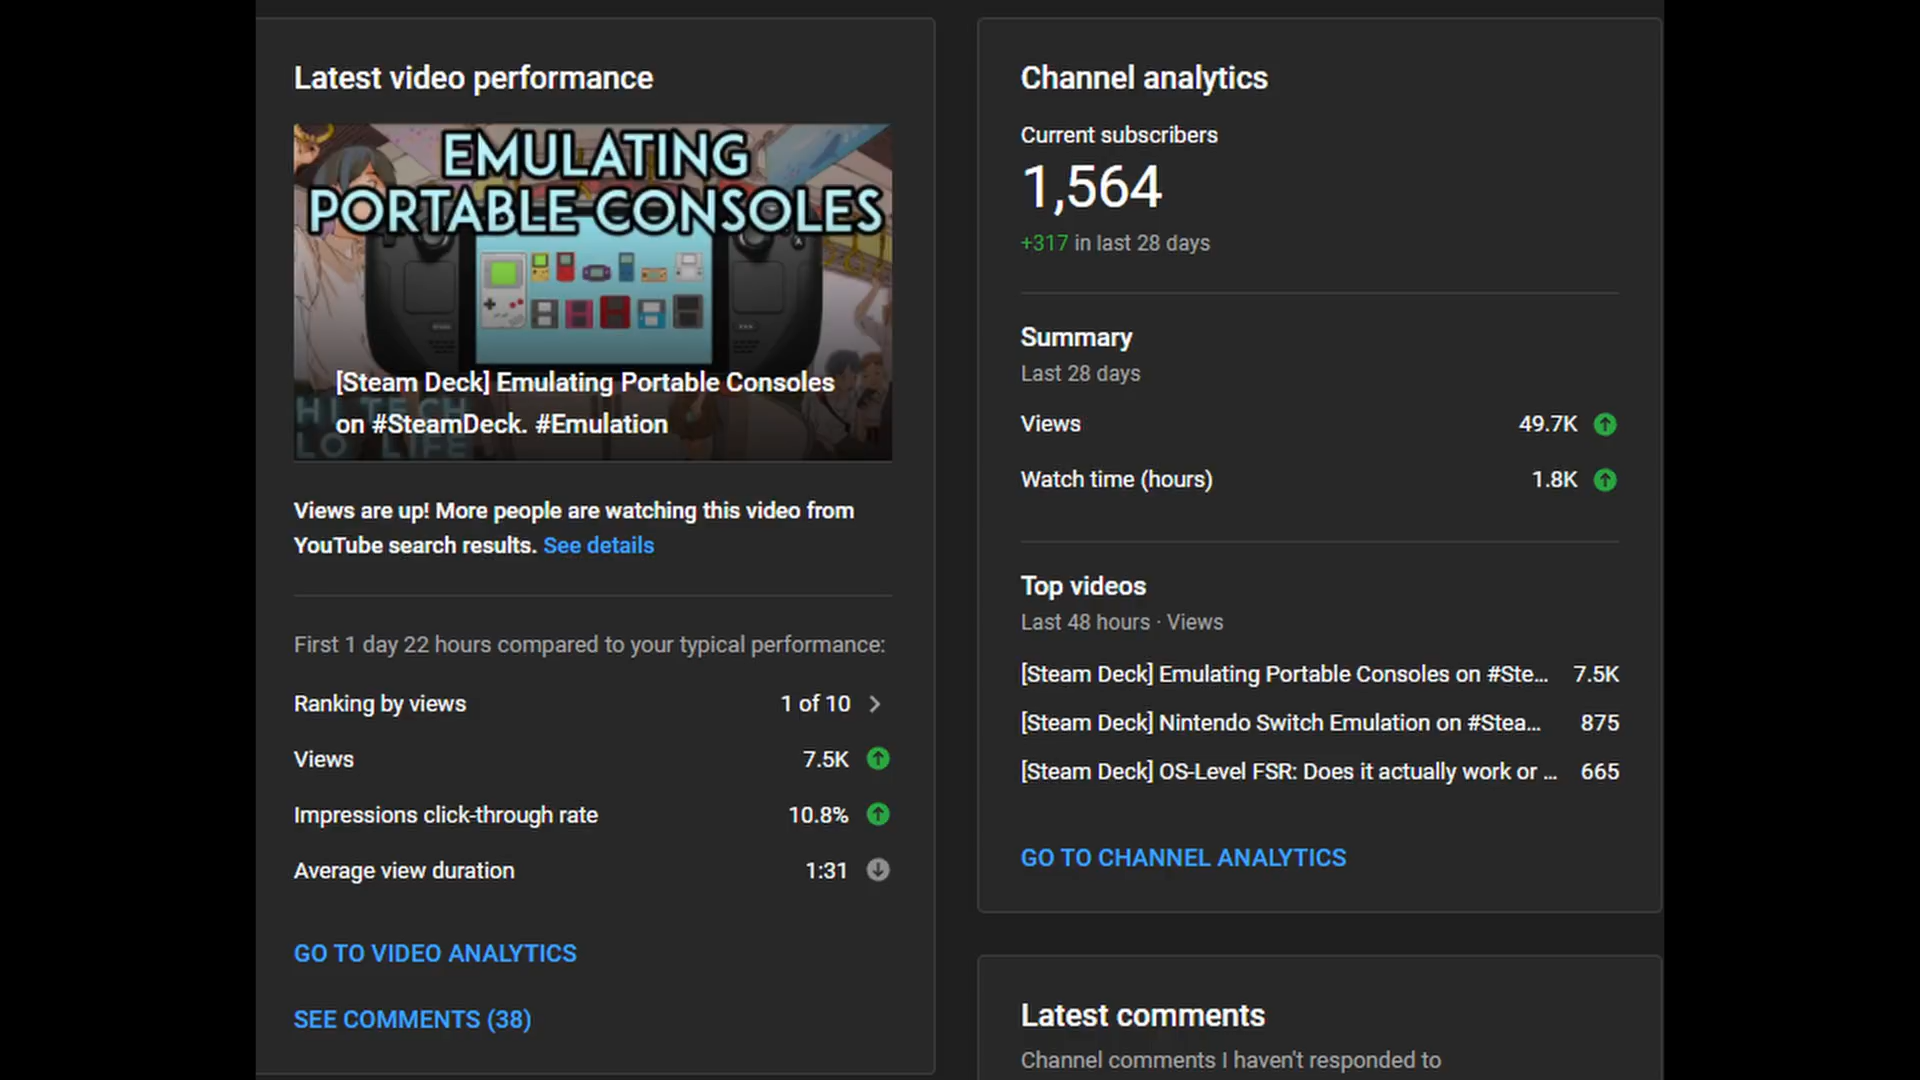 Latest video performance
EMULATING
PORTABLE CONSOLES
[Steam Deck] Emulating Portable Consoles
on #SteamDeck. #Emulation
HI TECH
LO LIFE
Views are up! More people are watching this video from
YouTube search results. See details
First 1 day 22 hours compared to your typical performance:
Ranking by views 1 of 10
Views 7.5K
Impressions click-through rate 10.8%
Average view duration 1:31
GO TO VIDEO ANALYTICS
SEE COMMENTS (38)
Channel analytics
Current subscribers
1,564
+317 in last 28 days
Summary
Last 28 days
Views 49.7K
Watch time (hours) 1.8K
Top videos
Last 48 hours · Views
[Steam Deck] Emulating Portable Consoles on #Ste... 7.5K
[Steam Deck] Nintendo Switch Emulation on #Stea... 875
[Steam Deck] OS-Level FSR: Does it actually work or ... 665
GO TO CHANNEL ANALYTICS
Latest comments
Channel comments I haven't responded to